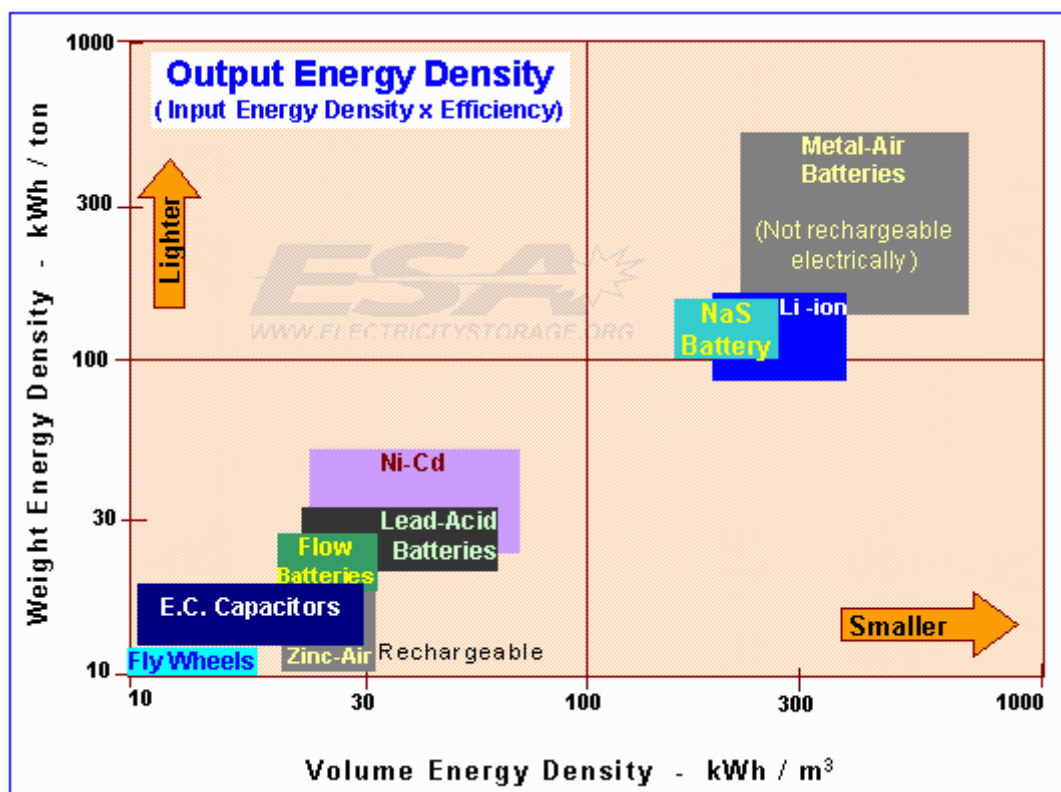 Output Energy Density
( Input Energy Density x Efficiency)
Weight Energy Density - kWh / ton
1000
300
100
30
10
Lighter
ESA
WWW.ELECTRICITYSTORAGE.ORG
Metal-Air
Batteries
(Not rechargeable
electrically )
NaS
Battery
Li -ion
Ni-Cd
Lead-Acid
Batteries
Flow
Batteries
E.C. Capacitors
Fly Wheels
Zinc-Air Rechargeable
Smaller
10
30
100
300
1000
Volume Energy Density - kWh / m³